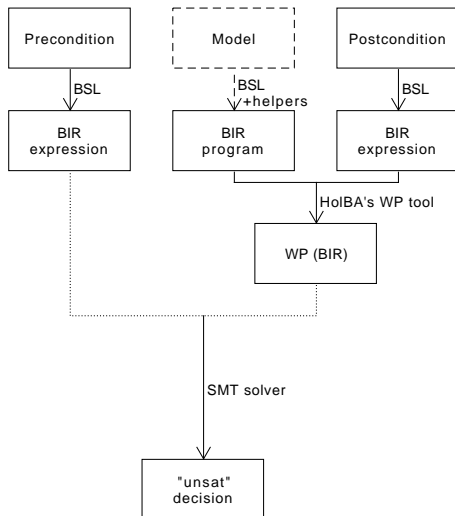 Precondition
Model
Postcondition
BSL
BSL
+helpers
BSL
BIR
expression
BIR
program
BIR
expression
HolBA's WP tool
WP (BIR)
SMT solver
"unsat"
decision